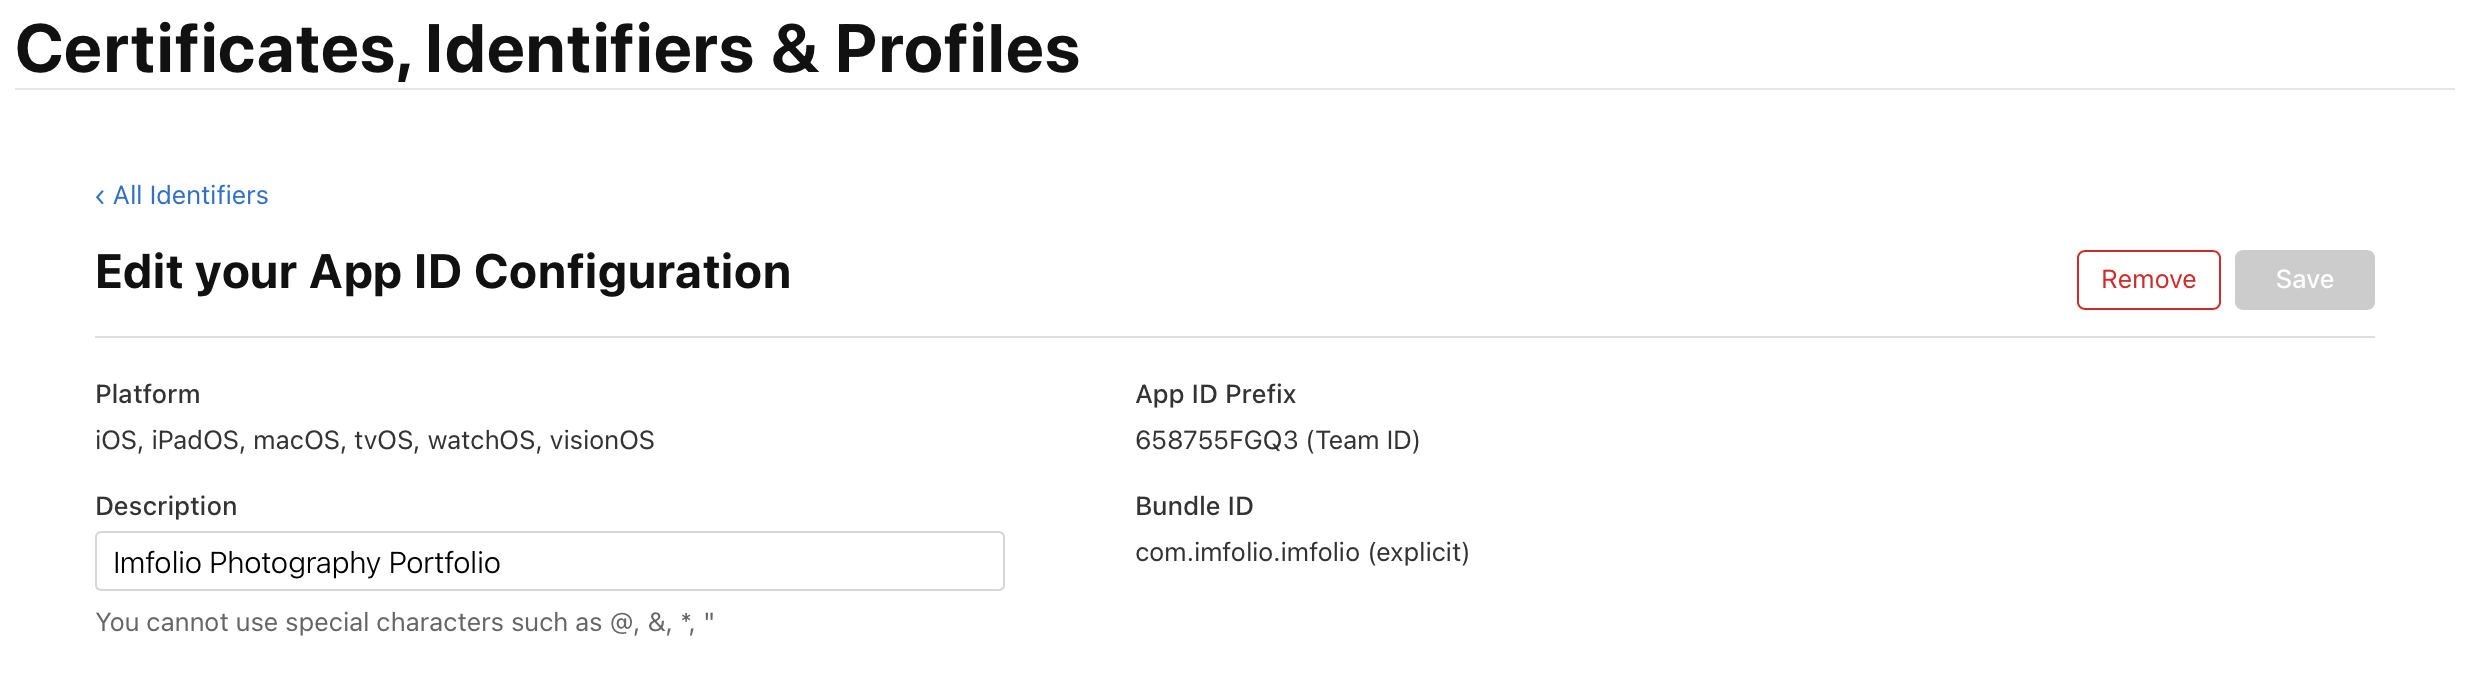 Certificates, Identifiers & Profiles
‹ All Identifiers
Edit your App ID Configuration
Remove
Save
Platform
iOS, iPadOS, macOS, tvOS, watchOS, visionOS
App ID Prefix
658755FGQ3 (Team ID)
Description
Imfolio Photography Portfolio
You cannot use special characters such as @, &, *, "
Bundle ID
com.imfolio.imfolio (explicit)